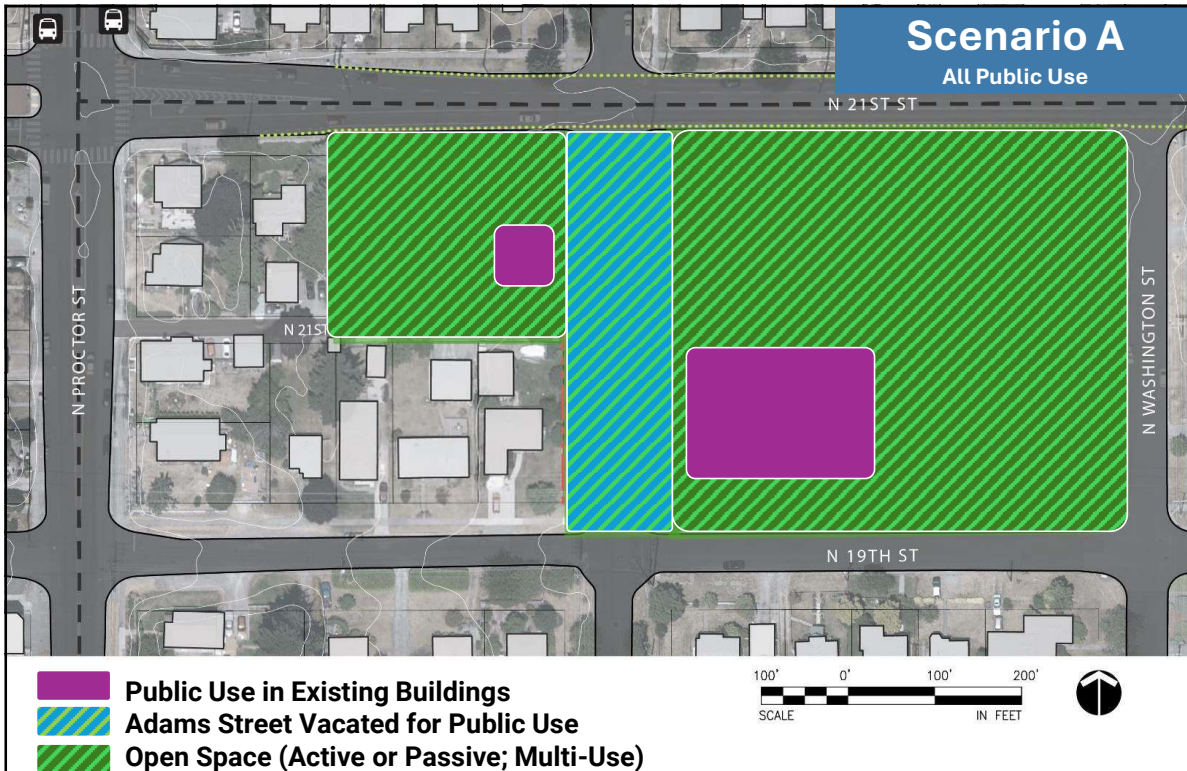 Scenario A
All Public Use
N 21ST ST
N PROCTOR ST
N 21ST
N WASHINGTON ST
N 19TH ST
Public Use in Existing Buildings
Adams Street Vacated for Public Use
Open Space (Active or Passive; Multi-Use)
100' 0' 100' 200'
SCALE IN FEET